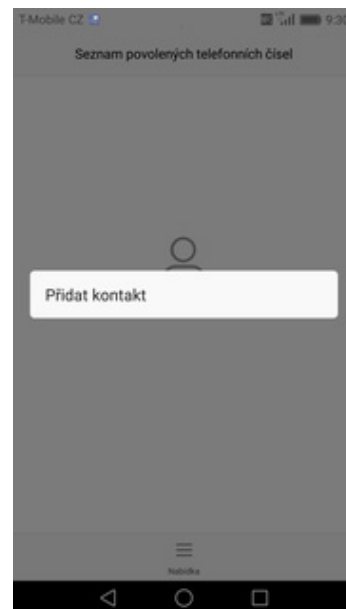 T-Mobile CZ 9:30
Seznam povolených telefonních čísel
Přidat kontakt
Nabídka